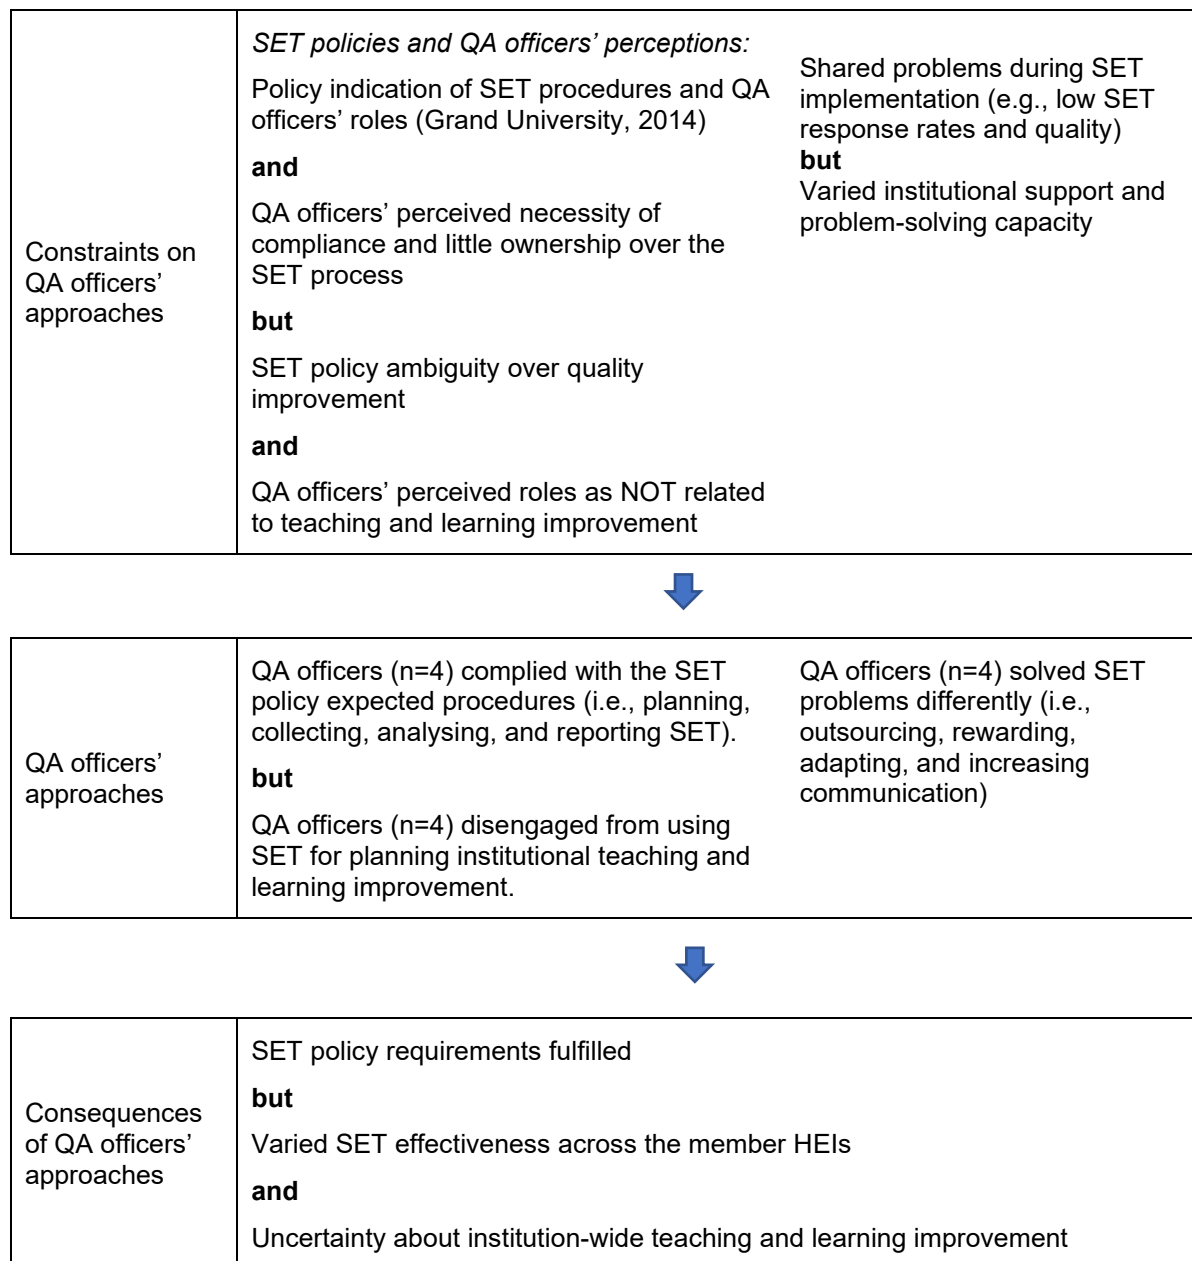 Constraints on
QA officers’
approaches
SET policies and QA officers’ perceptions:
Policy indication of SET procedures and QA
officers’ roles (Grand University, 2014)
and
QA officers’ perceived necessity of
compliance and little ownership over the
SET process
but
SET policy ambiguity over quality
improvement
and
QA officers’ perceived roles as NOT related
to teaching and learning improvement
Shared problems during SET
implementation (e.g., low SET
response rates and quality)
but
Varied institutional support and
problem-solving capacity
QA officers’
approaches
QA officers (n=4) complied with the SET
policy expected procedures (i.e., planning,
collecting, analysing, and reporting SET).
but
QA officers (n=4) disengaged from using
SET for planning institutional teaching and
learning improvement.
QA officers (n=4) solved SET
problems differently (i.e.,
outsourcing, rewarding,
adapting, and increasing
communication)
Consequences
of QA officers’
approaches
SET policy requirements fulfilled
but
Varied SET effectiveness across the member HEIs
and
Uncertainty about institution-wide teaching and learning improvement